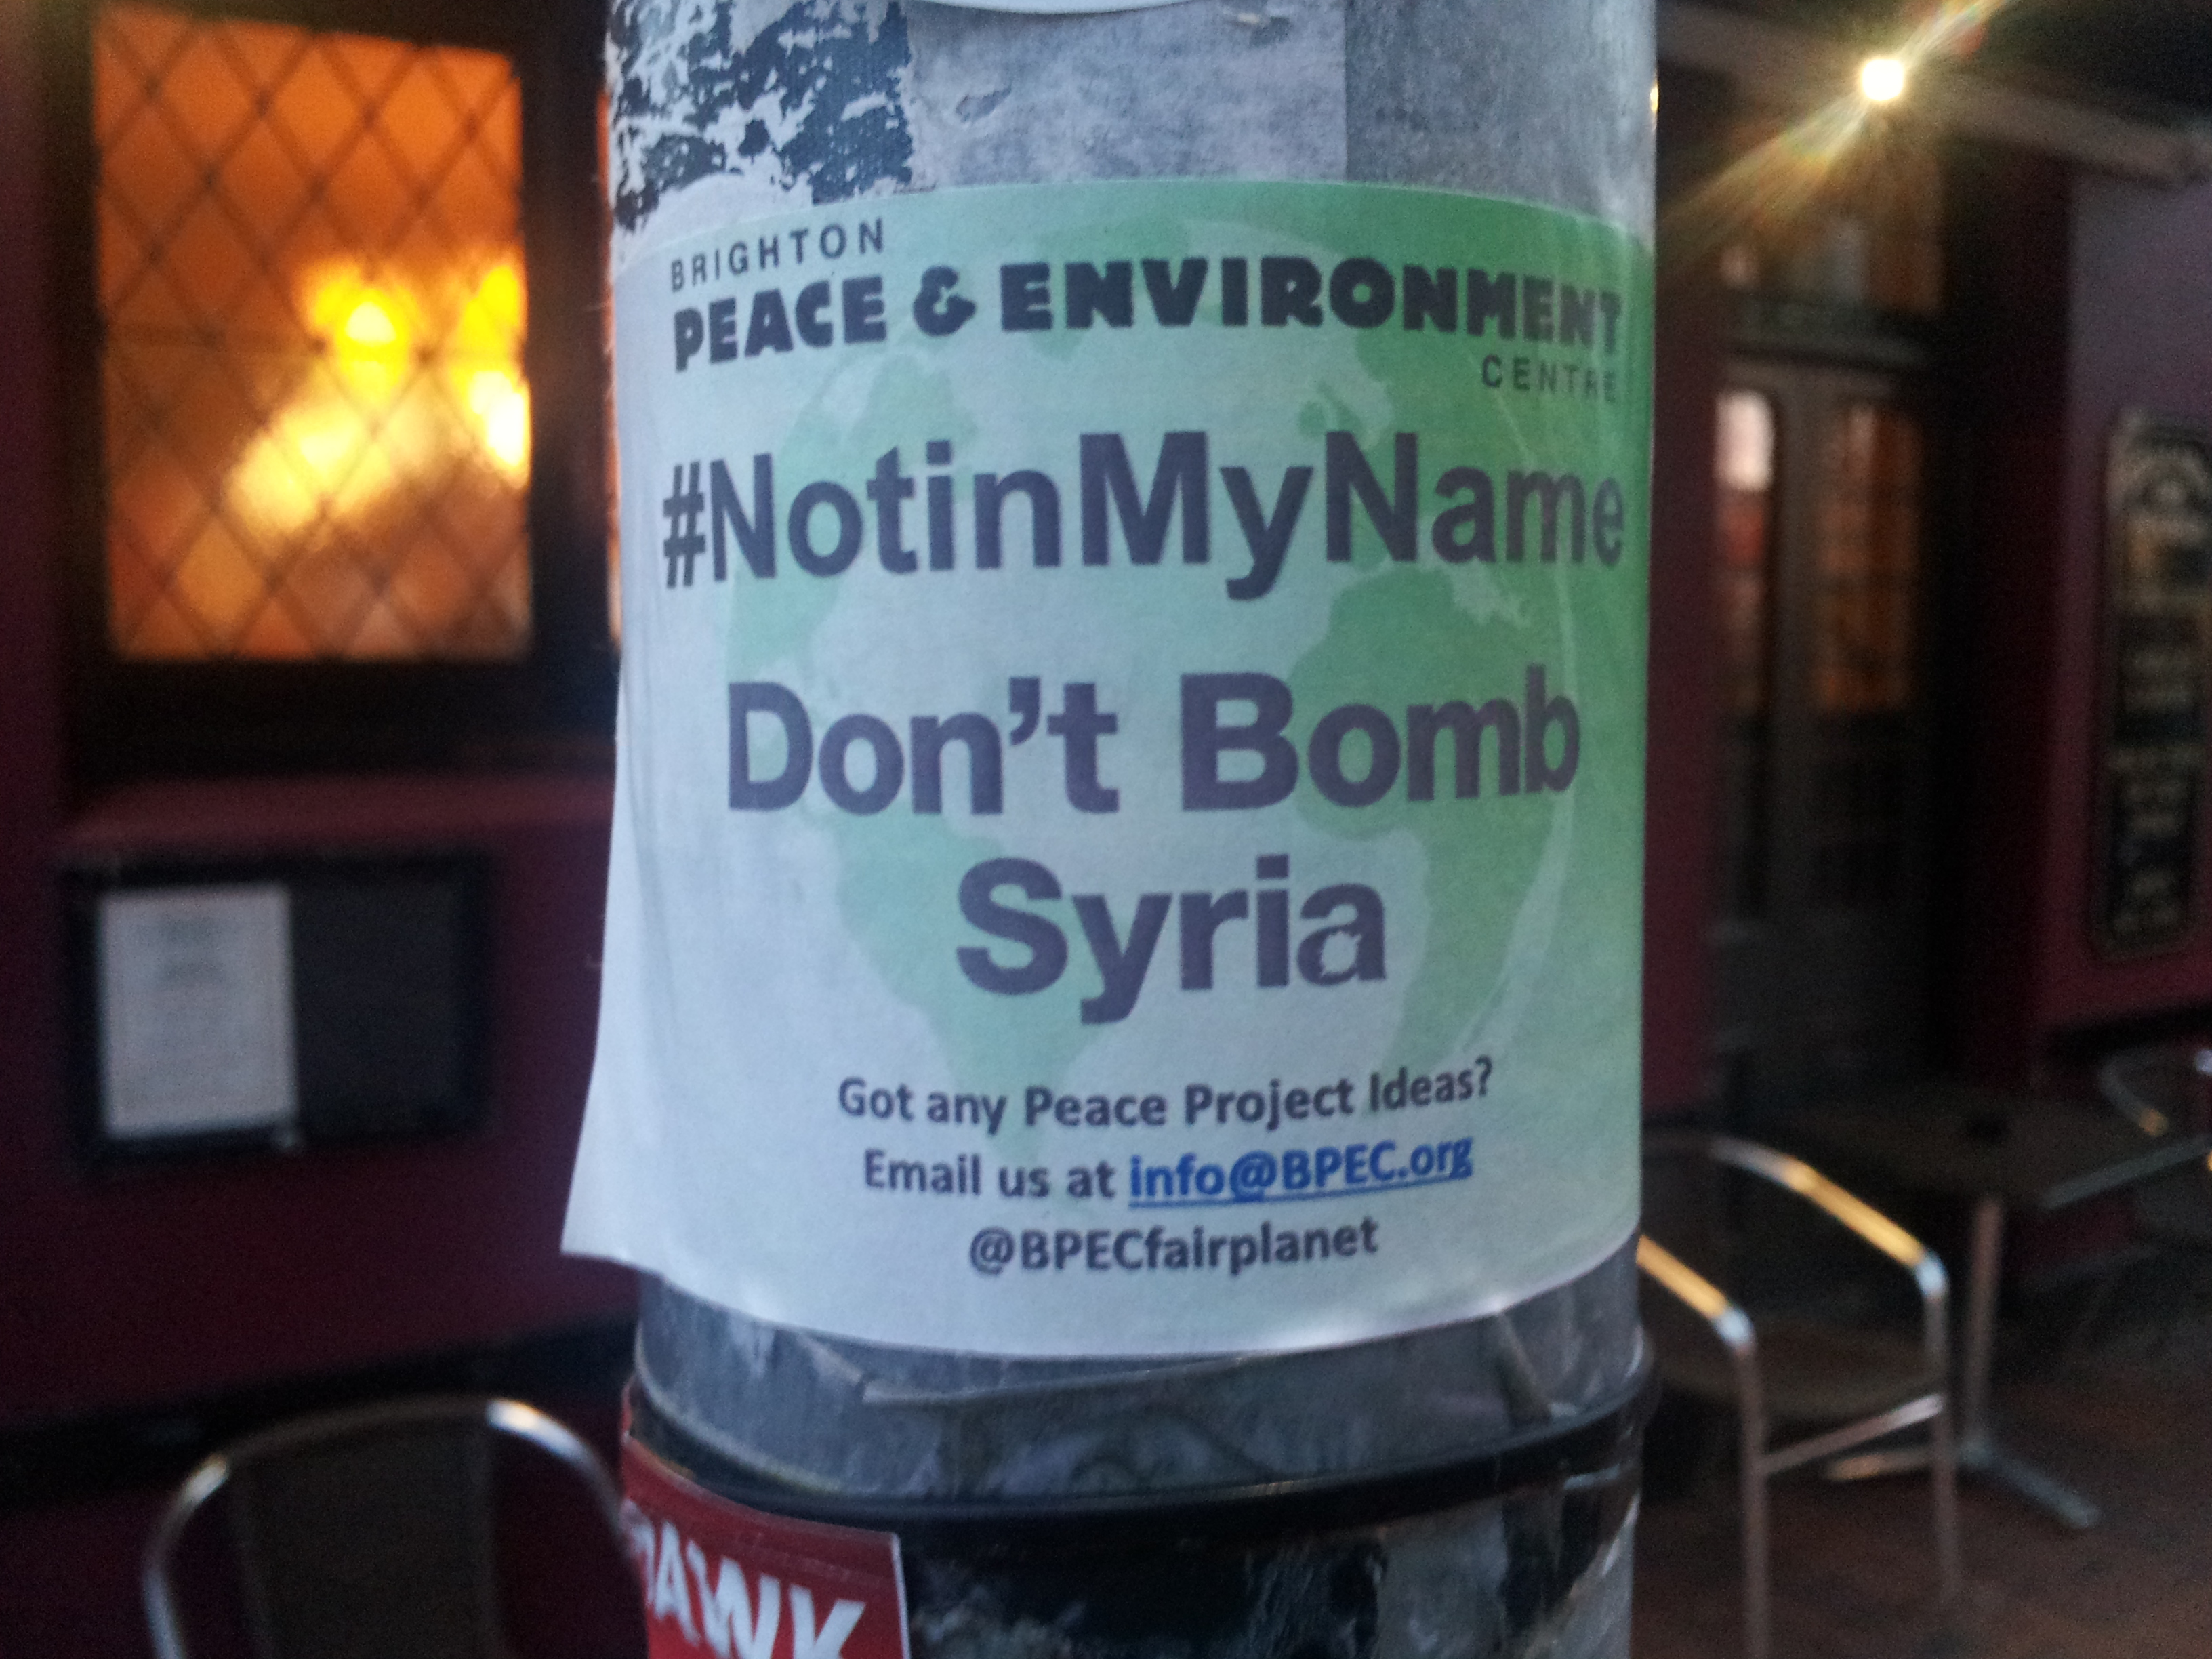 BRIGHTON
PEACE & ENVIRONMENT
CENTRE
#NotinMyName
Don't Bomb
Syria
Got any Peace Project Ideas?
Email us at info@BPEC.org
@BPECfairplanet
AWK